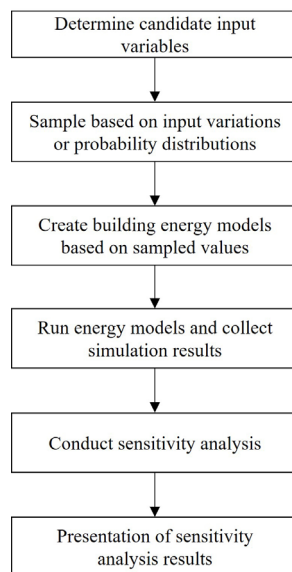 Determine candidate input
variables
Sample based on input variations
or probability distributions
Create building energy models
based on sampled values
Run energy models and collect
simulation results
Conduct sensitivity analysis
Presentation of sensitivity
analysis results